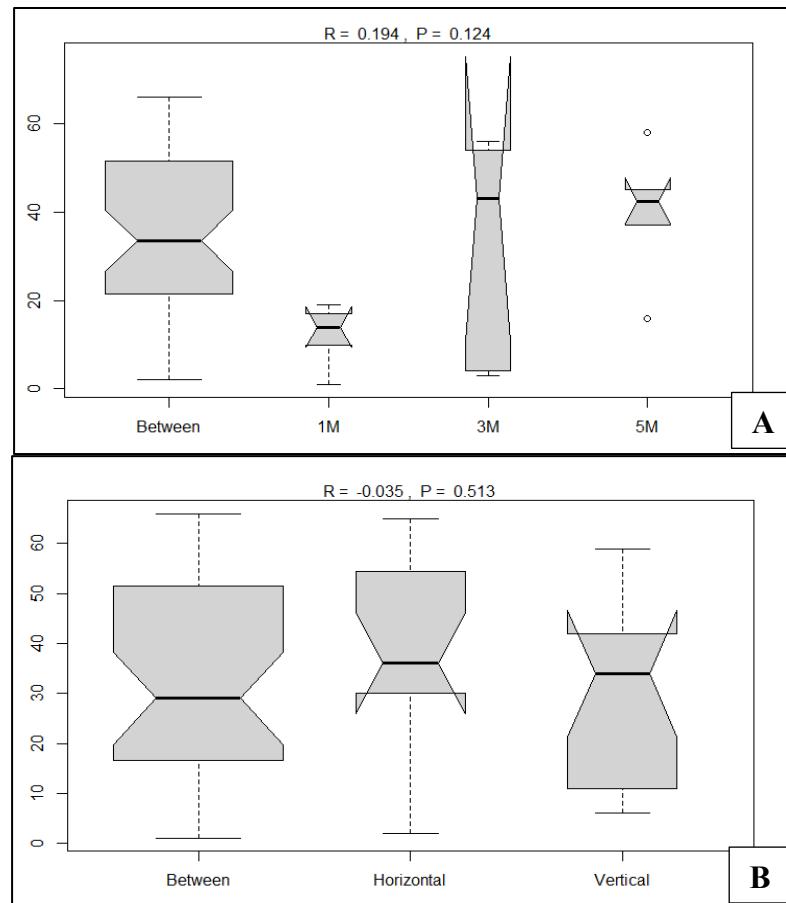 R = 0.194 , P = 0.124
60
40
20
0
Between 1M 3M 5M
A
R = -0.035 , P = 0.513
60
50
40
30
20
10
0
Between Horizontal Vertical
B